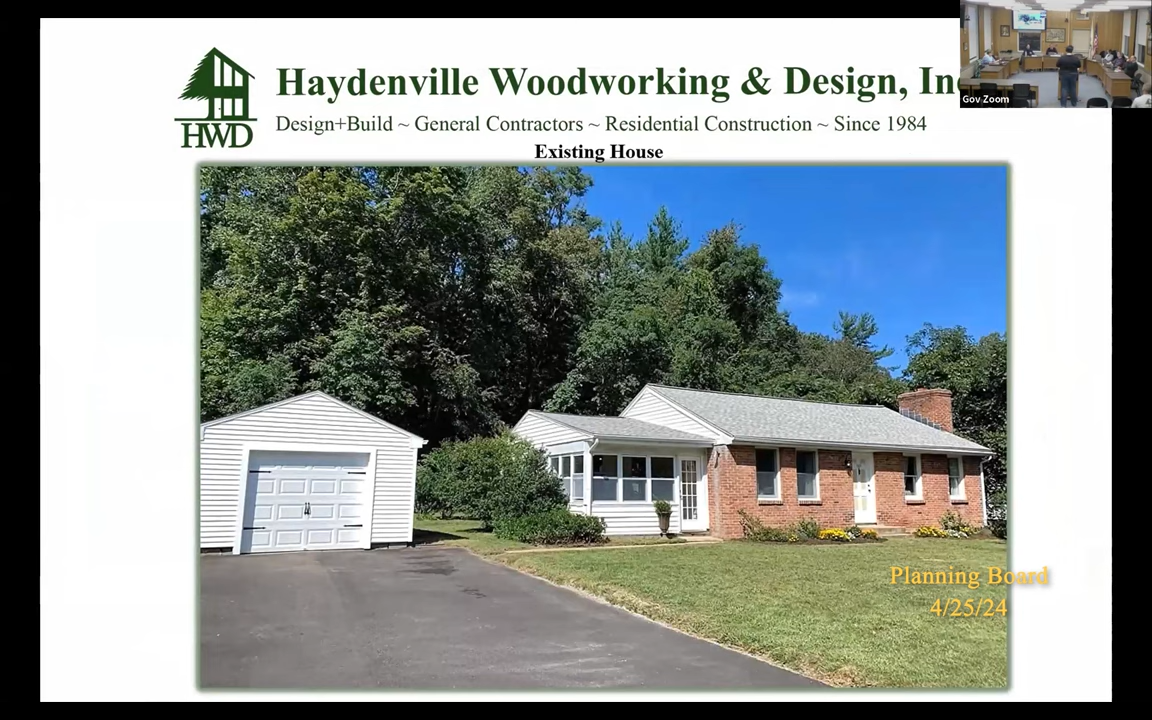 Haydenville Woodworking & Design, In
HWD
Design+Build ~ General Contractors ~ Residential Construction ~ Since 1984
Existing House
Gov Zoom
Planning Board
4/25/24